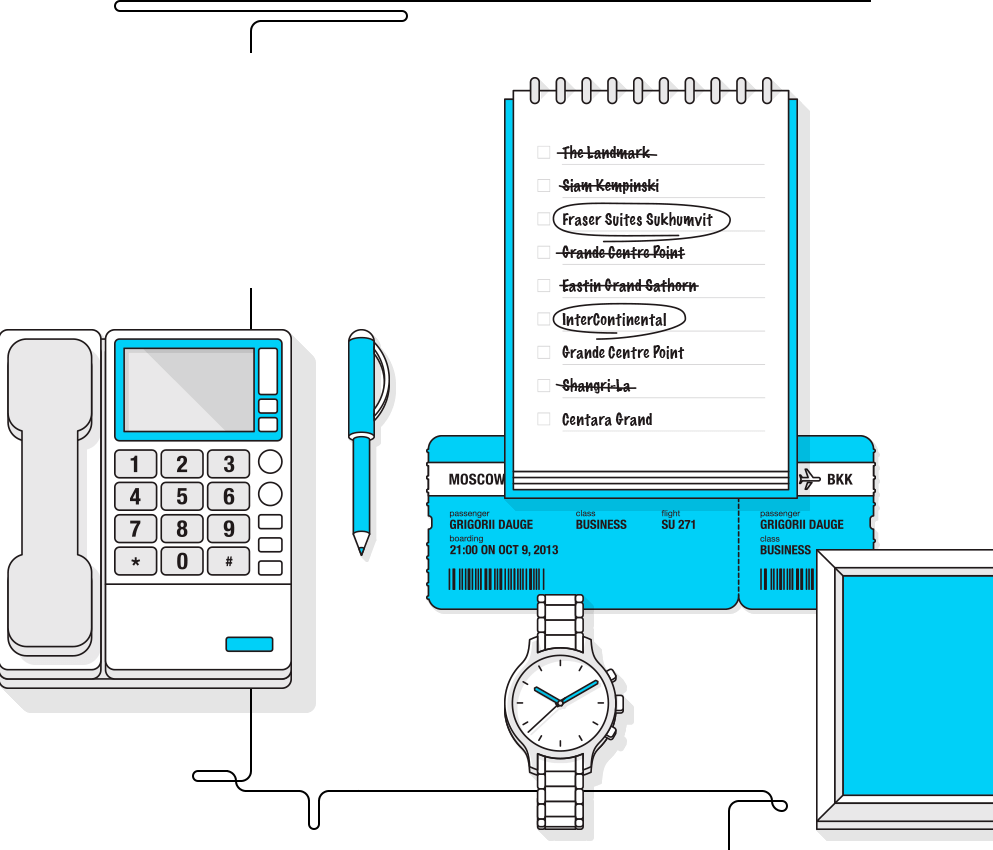 The Landmark
Siam Kempinski
Fraser Suites Sukhumvit
Grande Centre Point
Eastin Grand Sathorn
InterContinental
Grande Centre Point
Shangri-La
Centara Grand
1 2 3
4 5 6
7 8 9
* 0 #
MOSCOW
BKK
passenger class flight
GRIGORII DAUGE BUSINESS SU 271
boarding
21:00 ON OCT 9, 2013
passenger
GRIGORII DAUGE
class
BUSINESS